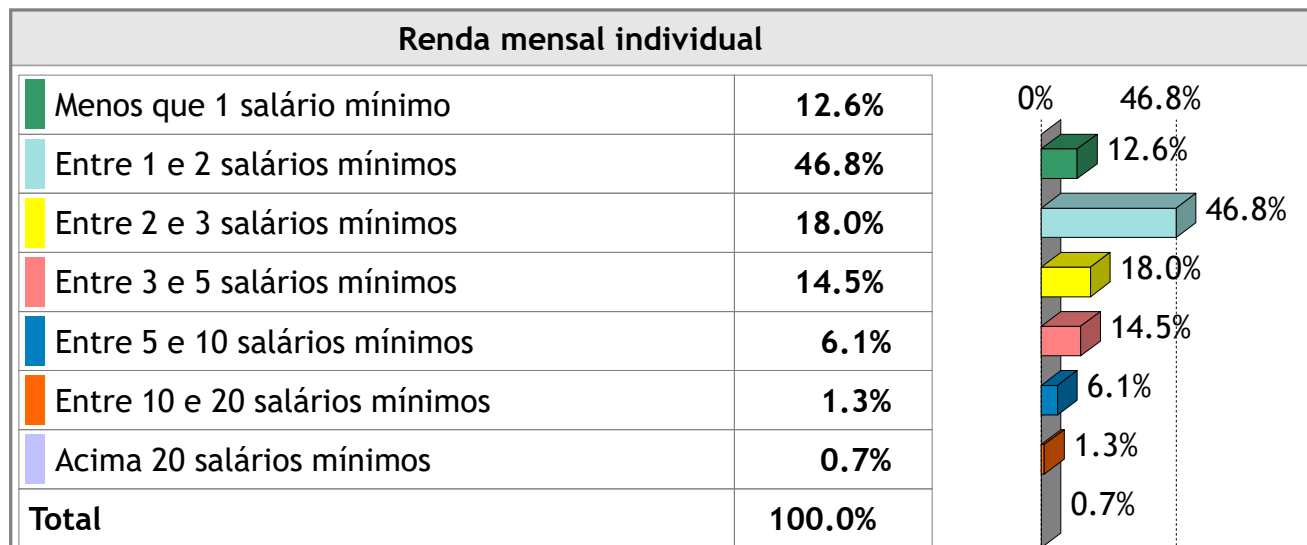 Renda mensal individual
Menos que 1 salário mínimo 12.6%
Entre 1 e 2 salários mínimos 46.8%
Entre 2 e 3 salários mínimos 18.0%
Entre 3 e 5 salários mínimos 14.5%
Entre 5 e 10 salários mínimos 6.1%
Entre 10 e 20 salários mínimos 1.3%
Acima 20 salários mínimos 0.7%
Total 100.0%
0% 46.8%
12.6%
46.8%
18.0%
14.5%
6.1%
1.3%
0.7%